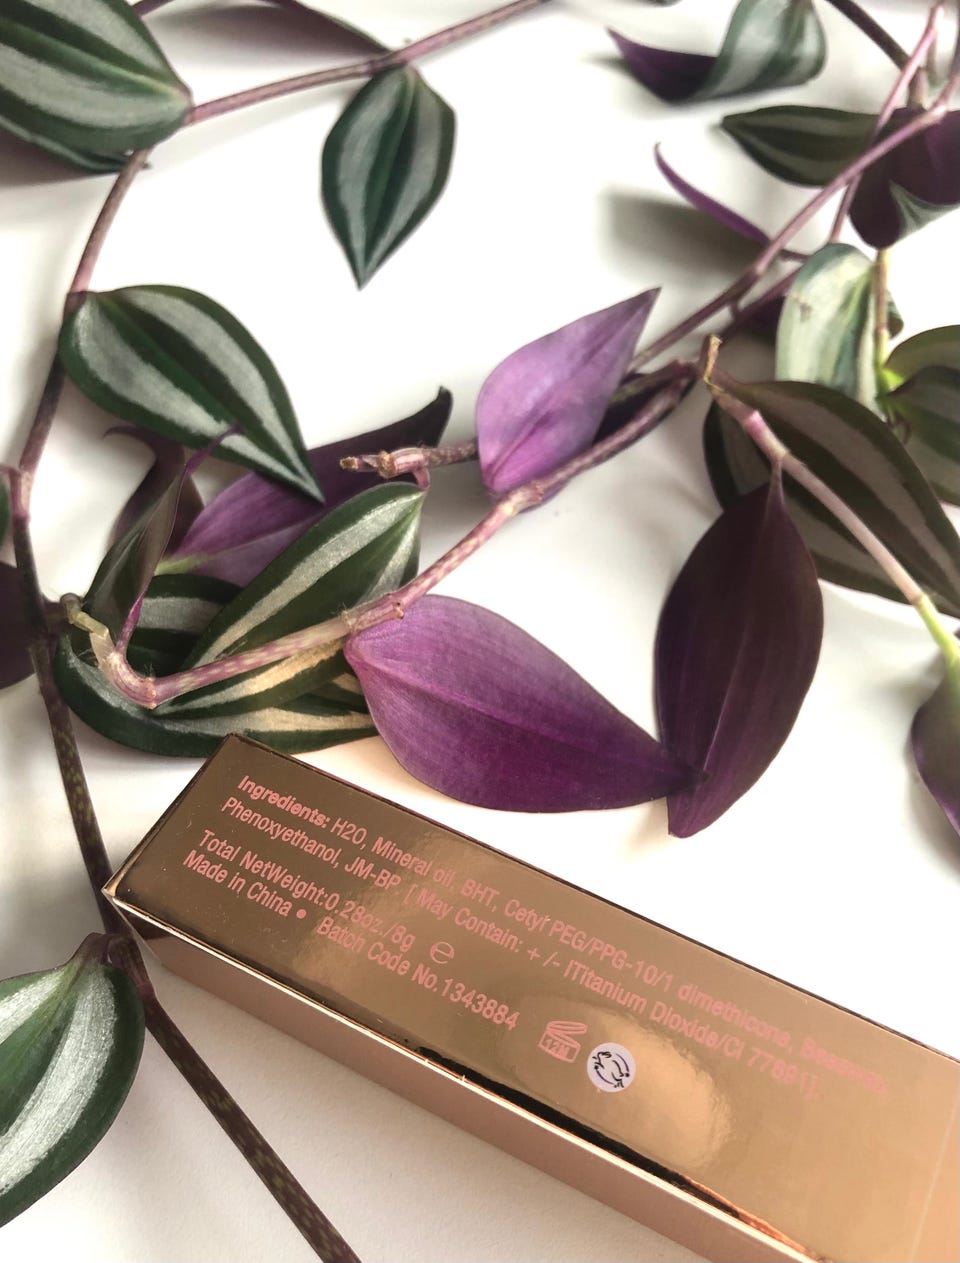 Ingredients: H2O, Mineral oil, BHT, Cetyl PEG/PPG-10/1 dimethicone, Beeswax,
Phenoxyethanol, JM-BP [ May Contain: + /- ITitanium Dioxide/CI 77891].
Total NetWeight:0.28oz./8g ℮
Made in China ● Batch Code No.1343884
12M